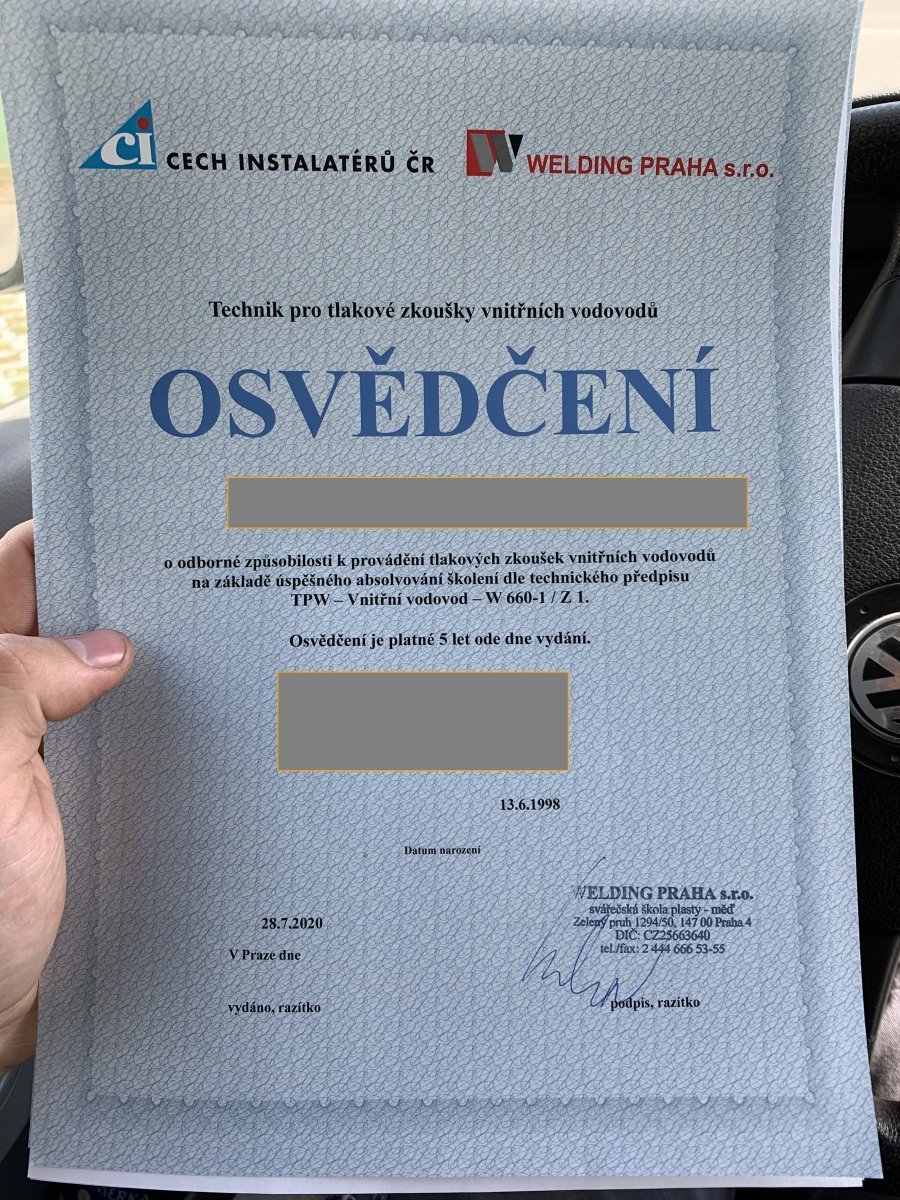 ci
CECH INSTALATÉRŮ ČR
W
WELDING PRAHA s.r.o.
Technik pro tlakové zkoušky vnitřních vodovodů
OSVĚDČENÍ
o odborné způsobilosti k provádění tlakových zkoušek vnitřních vodovodů
na základě úspěšného absolvování školení dle technického předpisu
TPW – Vnitřní vodovod – W 660-1 / Z 1.
Osvědčení je platné 5 let ode dne vydání.
13.6.1998
Datum narození
28.7.2020
V Praze dne
vydáno, razítko
WELDING PRAHA s.r.o.
svářečská škola plasty - měď
Zelený pruh 1294/50, 147 00 Praha 4
DIČ: CZ25663640
tel./fax: 2 444 666 53-55
podpis, razítko